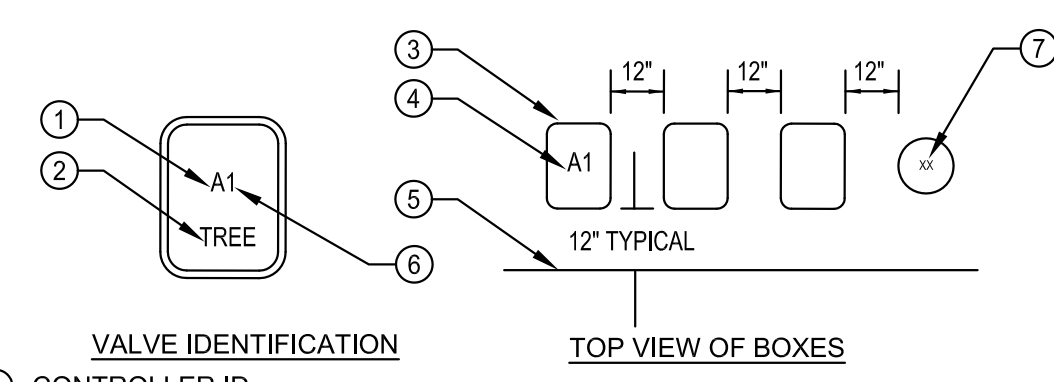 3
12" 12" 12"
4
1
A1
A1
XX
7
2
TREE
5
12" TYPICAL
6
VALVE IDENTIFICATION
TOP VIEW OF BOXES
CONTROLLER ID